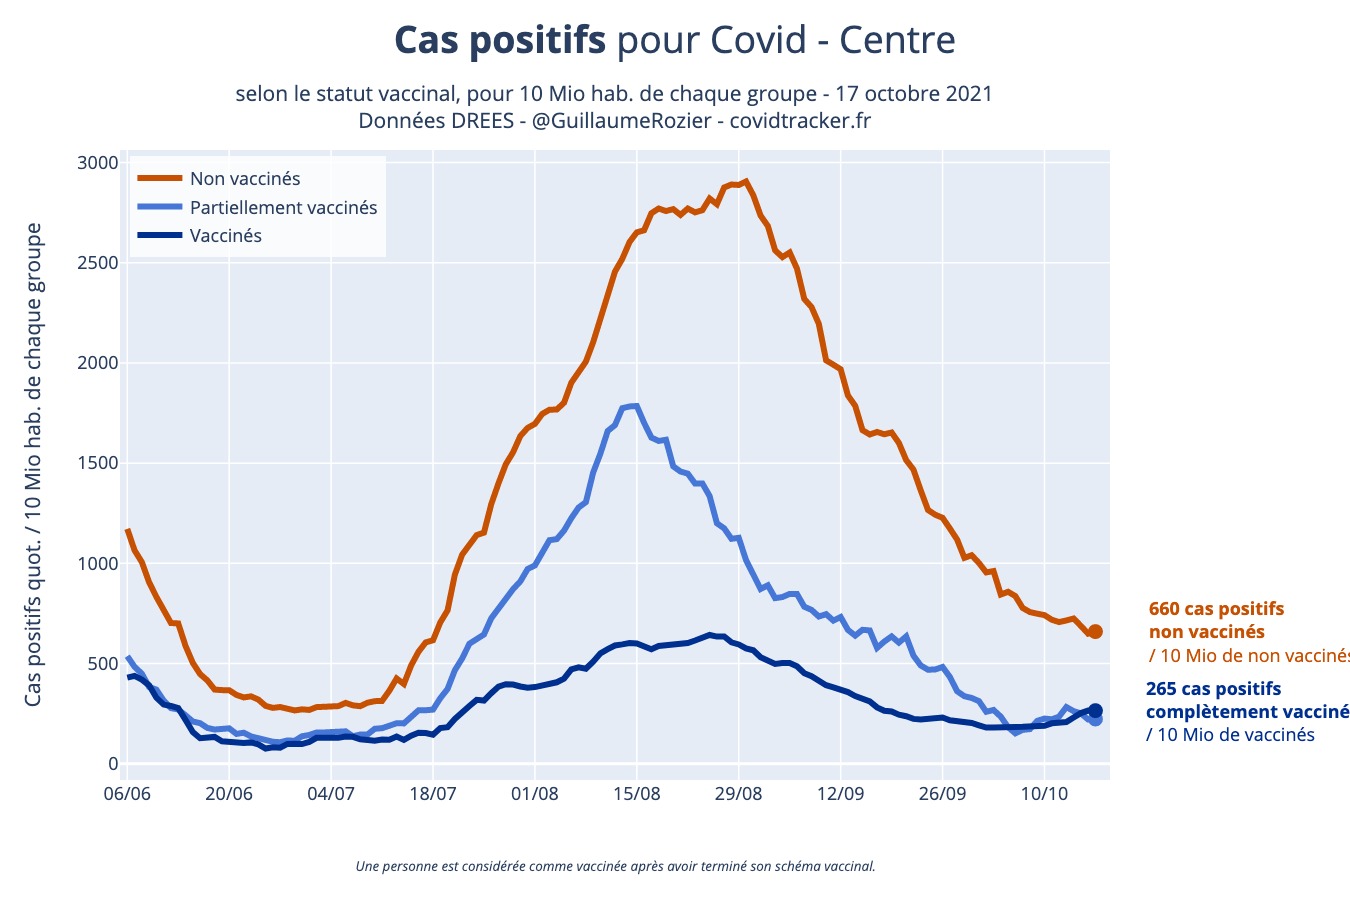 Cas positifs pour Covid - Centre
selon le statut vaccinal, pour 10 Mio hab. de chaque groupe - 17 octobre 2021
Données DREES - @GuillaumeRozier - covidtracker.fr
Cas positifs quot. / 10 Mio hab. de chaque groupe
3000
2500
2000
1500
1000
500
0
Non vaccinés
Partiellement vaccinés
Vaccinés
660 cas positifs
non vaccinés
/ 10 Mio de non vaccinés
265 cas positifs
complètement vacciné
/ 10 Mio de vaccinés
06/06 20/06 04/07 18/07 01/08 15/08 29/08 12/09 26/09 10/10
Une personne est considérée comme vaccinée après avoir terminé son schéma vaccinal.